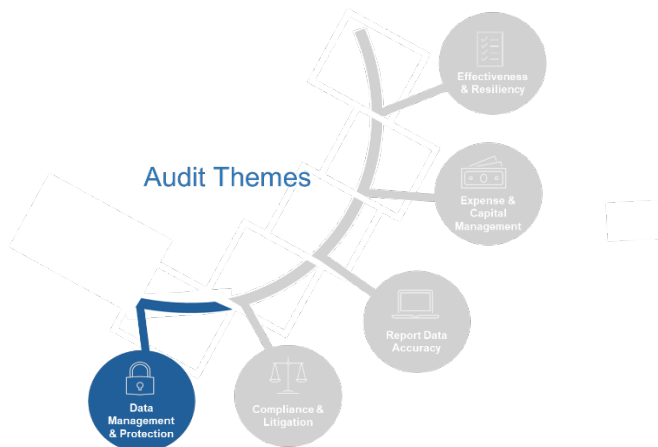 Effectiveness
& Resiliency
Audit Themes
Expense &
Capital
Management
Report Data
Accuracy
Data
Management
& Protection
Compliance &
Litigation